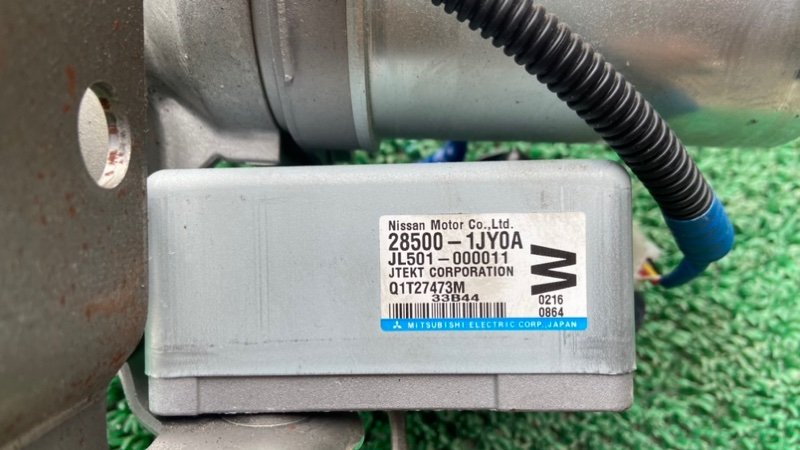 Nissan Motor Co.,Ltd.
28500-1JY0A
JL501-000011
JTEKT CORPORATION
Q1T27473M
33B44
W
0216
0864
MITSUBISHI ELECTRIC CORP., JAPAN